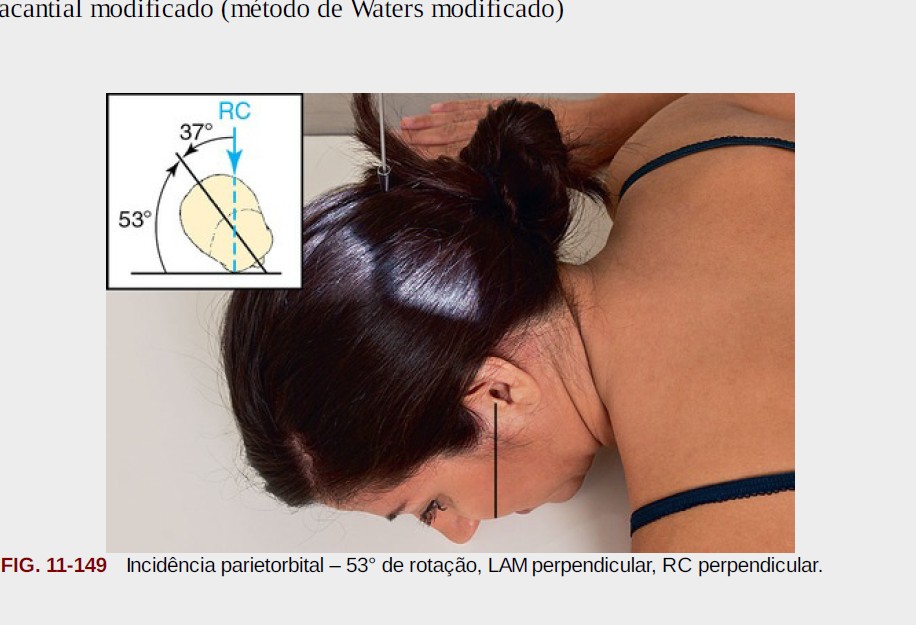 acantial modificado (método de Waters modificado)
RC
37°
53°
FIG. 11-149 Incidência parietorbital – 53° de rotação, LAM perpendicular, RC perpendicular.